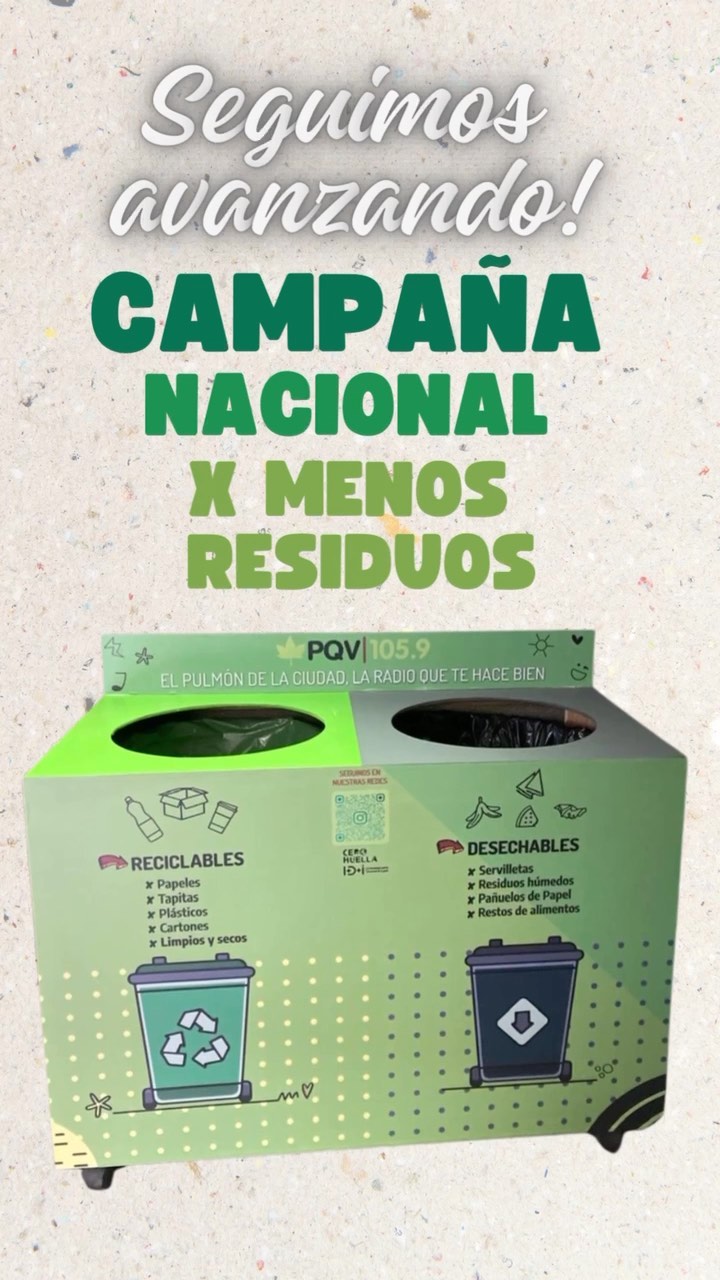 Seguimos
avanzando!
CAMPAÑA
NACIONAL
X MENOS
RESIDUOS
PQV|105.9
EL PULMÓN DE LA CIUDAD, LA RADIO QUE TE HACE BIEN
SEGUINOS EN
NUESTRAS REDES
CERO
HUELLA
I+D+i
RECICLABLES
Papeles
Tapitas
Plásticos
Cartones
Limpios y secos
DESECHABLES
Servilletas
Residuos húmedos
Pañuelos de Papel
Restos de alimentos